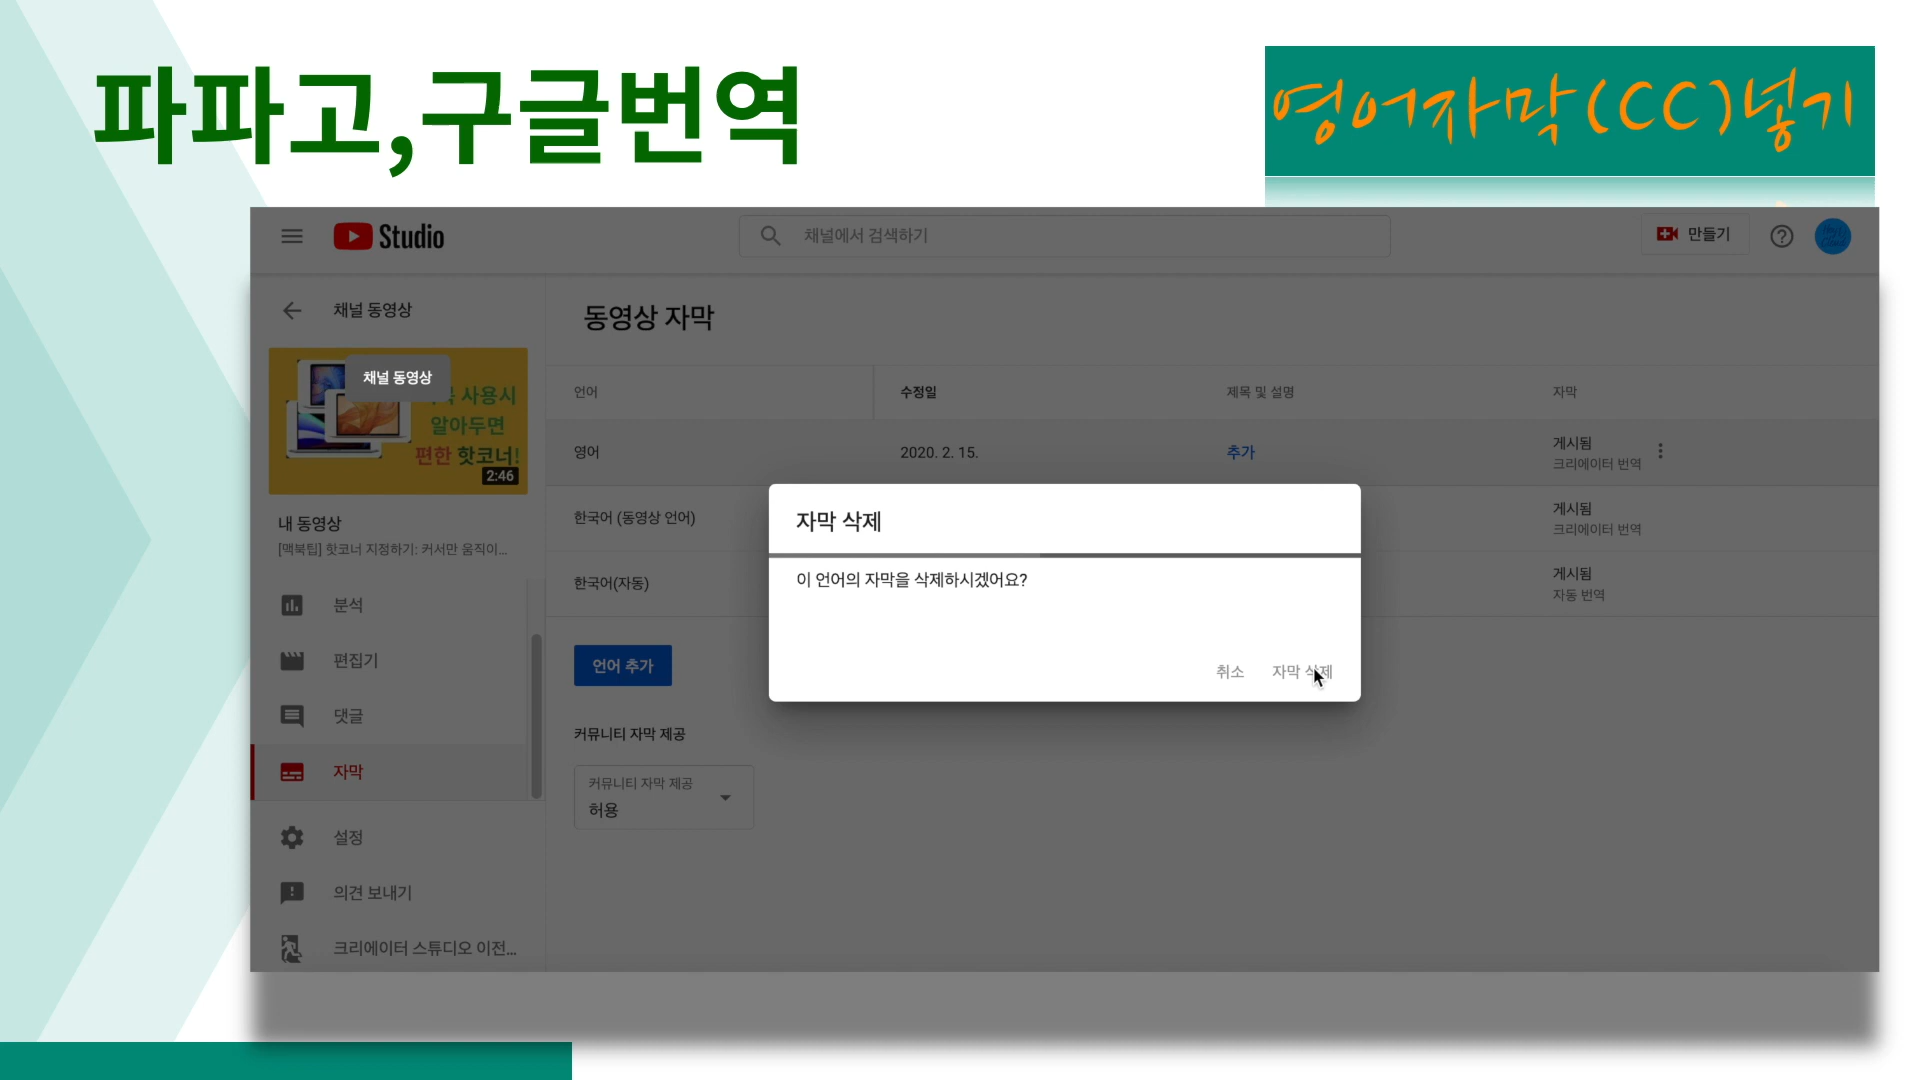 파파고,구글번역
영어자막(CC)넣기
Studio
채널에서 검색하기
만들기
채널 동영상
채널 동영상
사용시
알아두면
편한 핫코너!
2:46
내 동영상
[맥북팁] 핫코너 지정하기: 커서만 움직이...
분석
편집기
댓글
자막
설정
의견 보내기
크리에이터 스튜디오 이전...
동영상 자막
언어 수정일 제목 및 설명 자막
영어 2020. 2. 15. 추가 게시됨
크리에이터 번역
한국어 (동영상 언어) 게시됨
크리에이터 번역
한국어(자동) 게시됨
자동 번역
자막 삭제
이 언어의 자막을 삭제하시겠어요?
취소 자막 삭제
언어 추가
커뮤니티 자막 제공
커뮤니티 자막 제공
허용